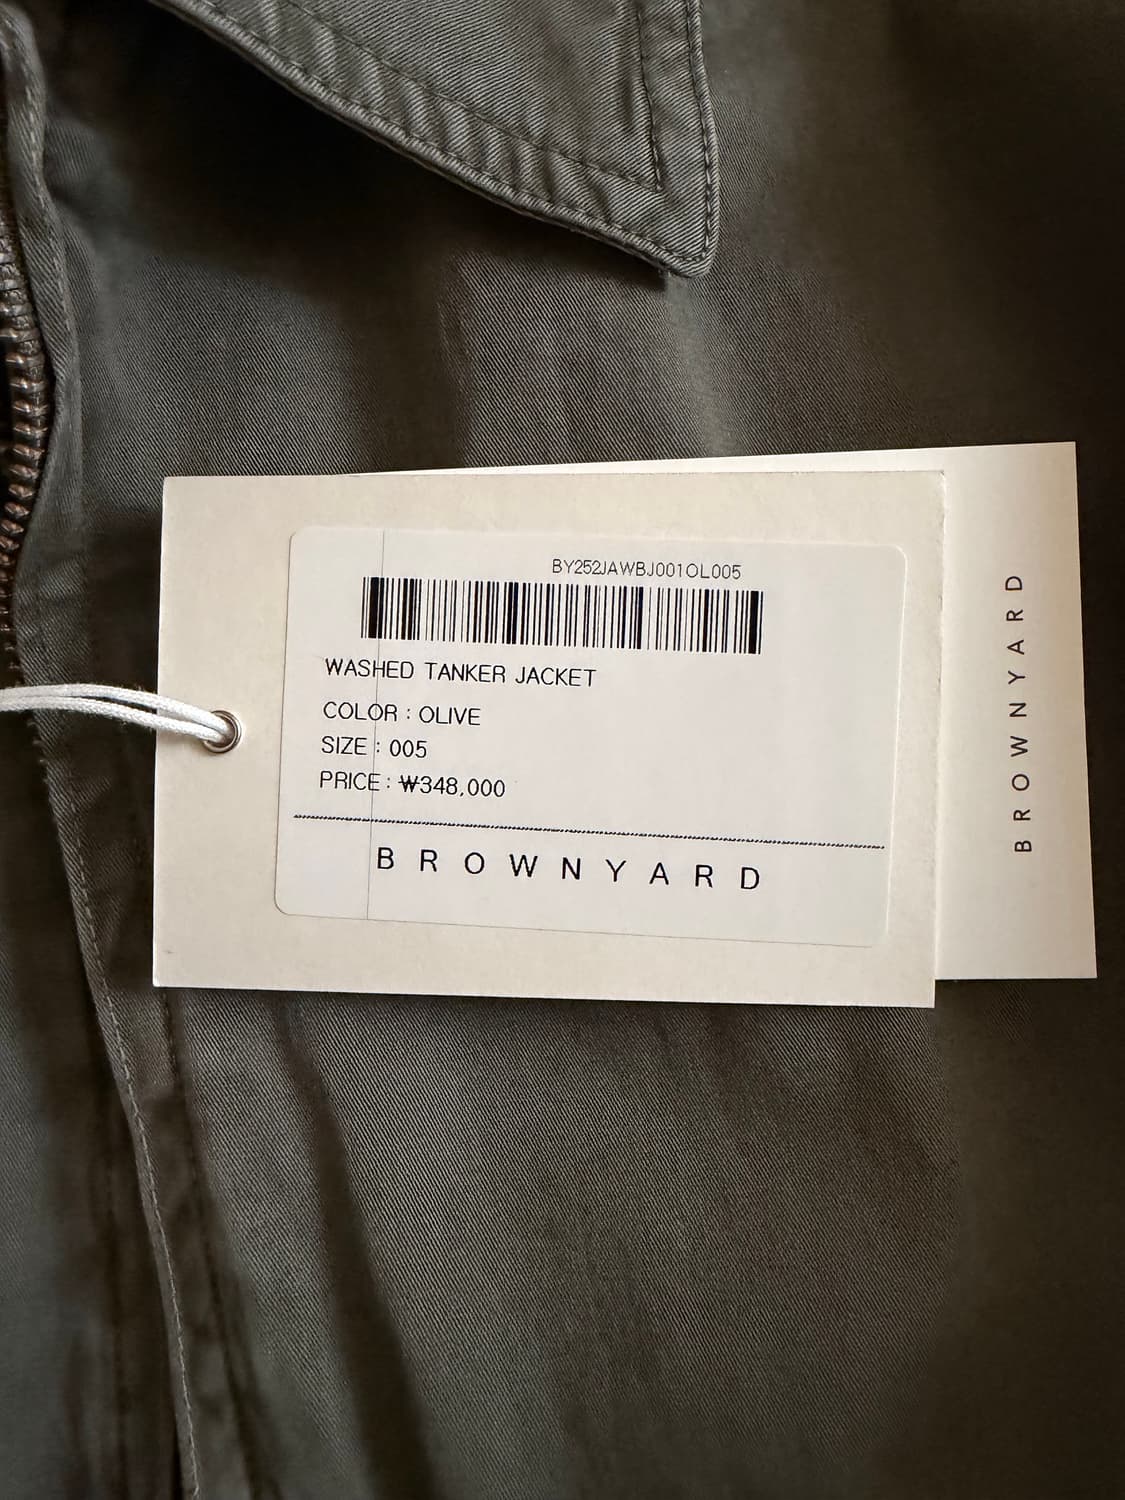 BY252JAWBJ001OL005
WASHED TANKER JACKET
COLOR : OLIVE
SIZE : 005
PRICE : ₩348,000
BROWNYARD
BROWNYARD